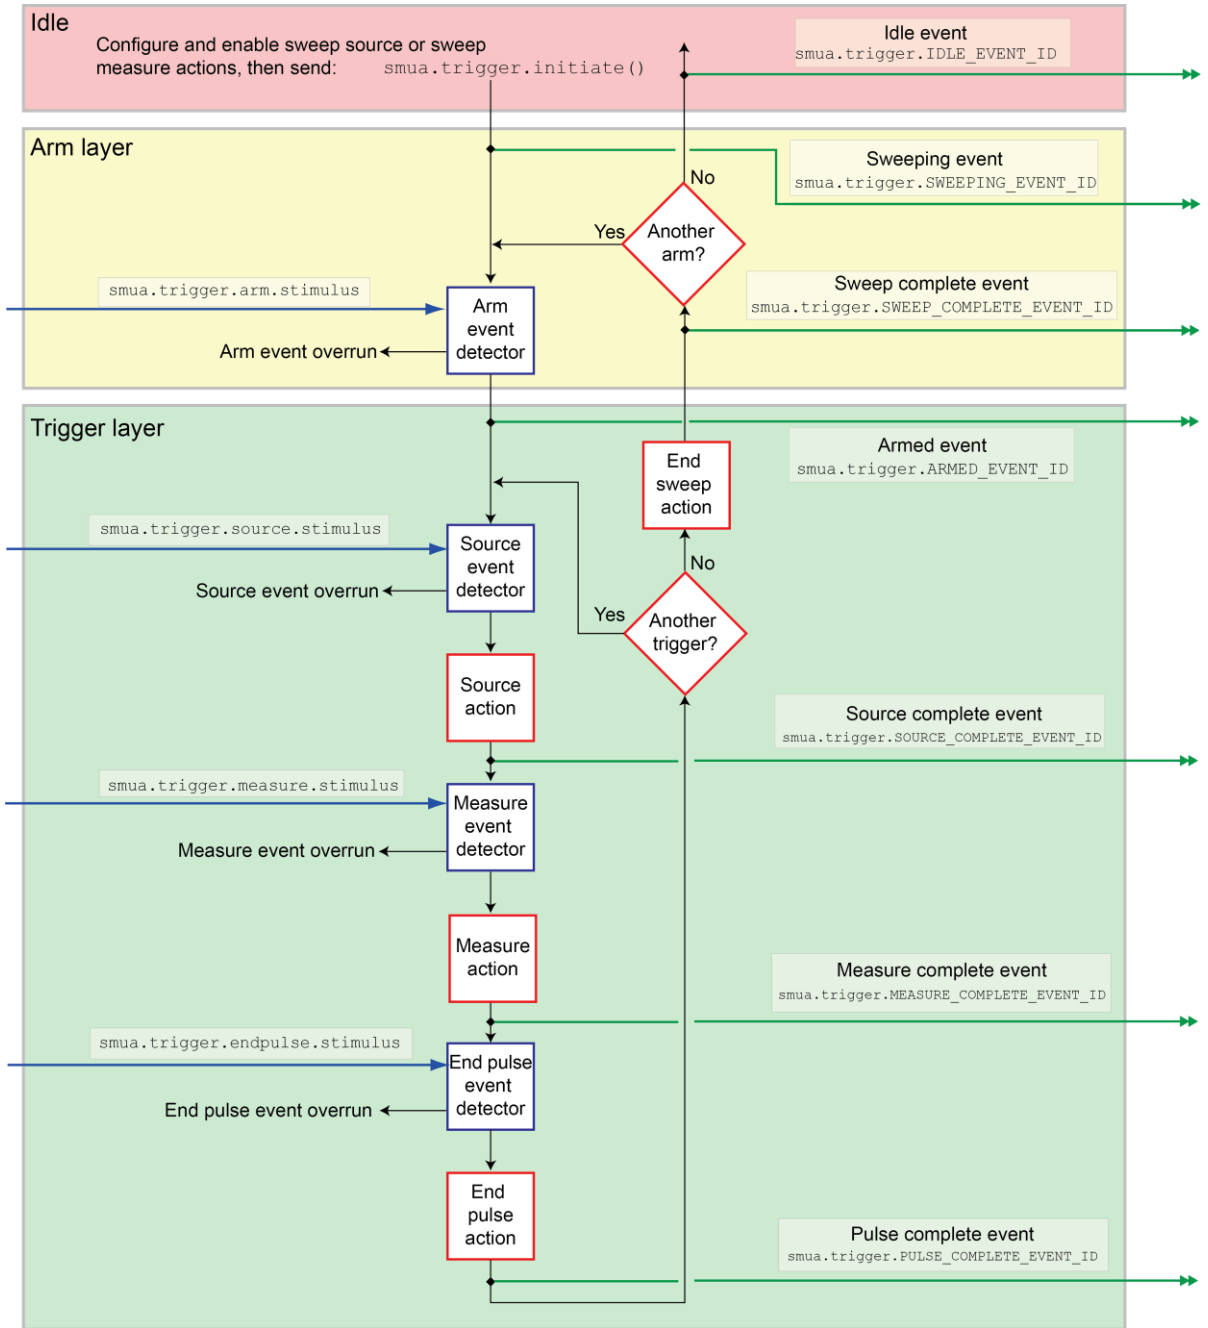 Idle
Configure and enable sweep source or sweep
measure actions, then send: smua.trigger.initiate()
Idle event
smua.trigger.IDLE_EVENT_ID
Arm layer
Sweeping event
smua.trigger.SWEEPING_EVENT_ID
No
Yes
Another
arm?
smua.trigger.arm.stimulus
Arm
event
detector
Arm event overrun
Sweep complete event
smua.trigger.SWEEP_COMPLETE_EVENT_ID
Trigger layer
Armed event
smua.trigger.ARMED_EVENT_ID
End
sweep
action
smua.trigger.source.stimulus
Source
event
detector
Source event overrun
No
Yes
Another
trigger?
Source
action
Source complete event
smua.trigger.SOURCE_COMPLETE_EVENT_ID
smua.trigger.measure.stimulus
Measure
event
detector
Measure event overrun
Measure
action
Measure complete event
smua.trigger.MEASURE_COMPLETE_EVENT_ID
smua.trigger.endpulse.stimulus
End pulse
event
detector
End pulse event overrun
End
pulse
action
Pulse complete event
smua.trigger.PULSE_COMPLETE_EVENT_ID